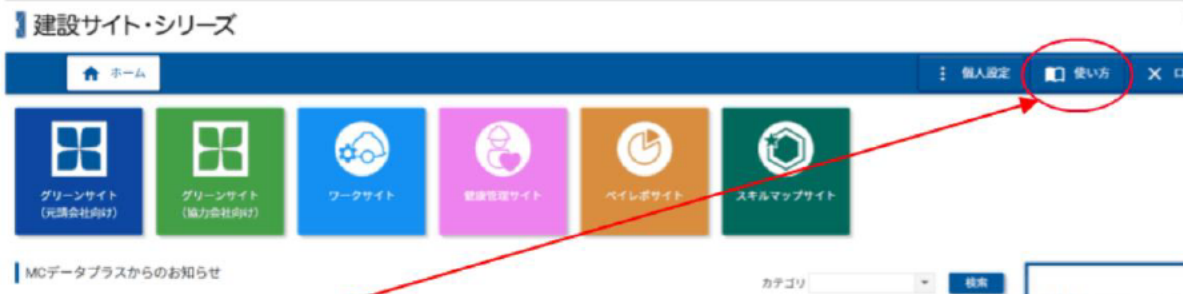 建設サイト・シリーズ
ホーム
個人設定
使い方
グリーンサイト
(元請会社向け)
グリーンサイト
(協力会社向け)
ワークサイト
健康管理サイト
ペイレポサイト
スキルマップサイト
MCデータプラスからのお知らせ
カテゴリ
検索